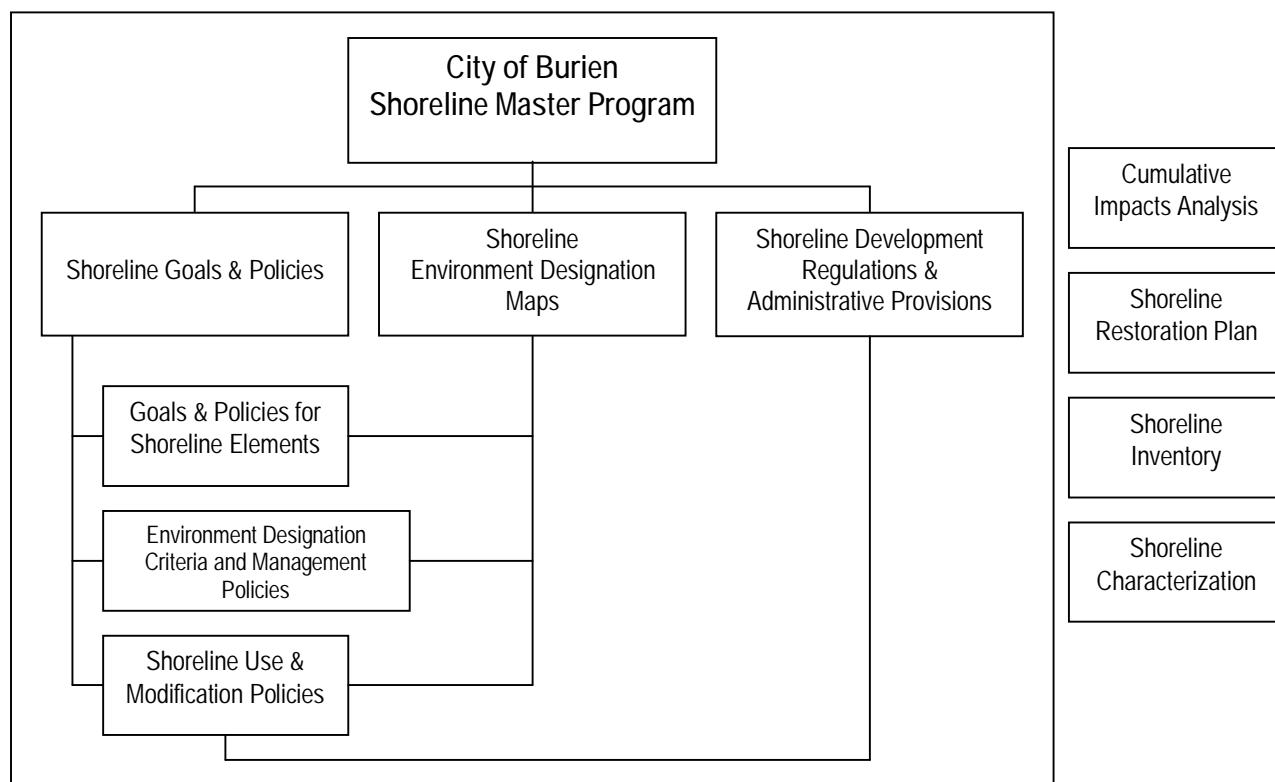 City of Burien
Shoreline Master Program
Shoreline Goals & Policies
Shoreline
Environment Designation
Maps
Shoreline Development
Regulations &
Administrative Provisions
Goals & Policies for
Shoreline Elements
Environment Designation
Criteria and Management
Policies
Shoreline Use &
Modification Policies
Cumulative
Impacts Analysis
Shoreline
Restoration Plan
Shoreline
Inventory
Shoreline
Characterization